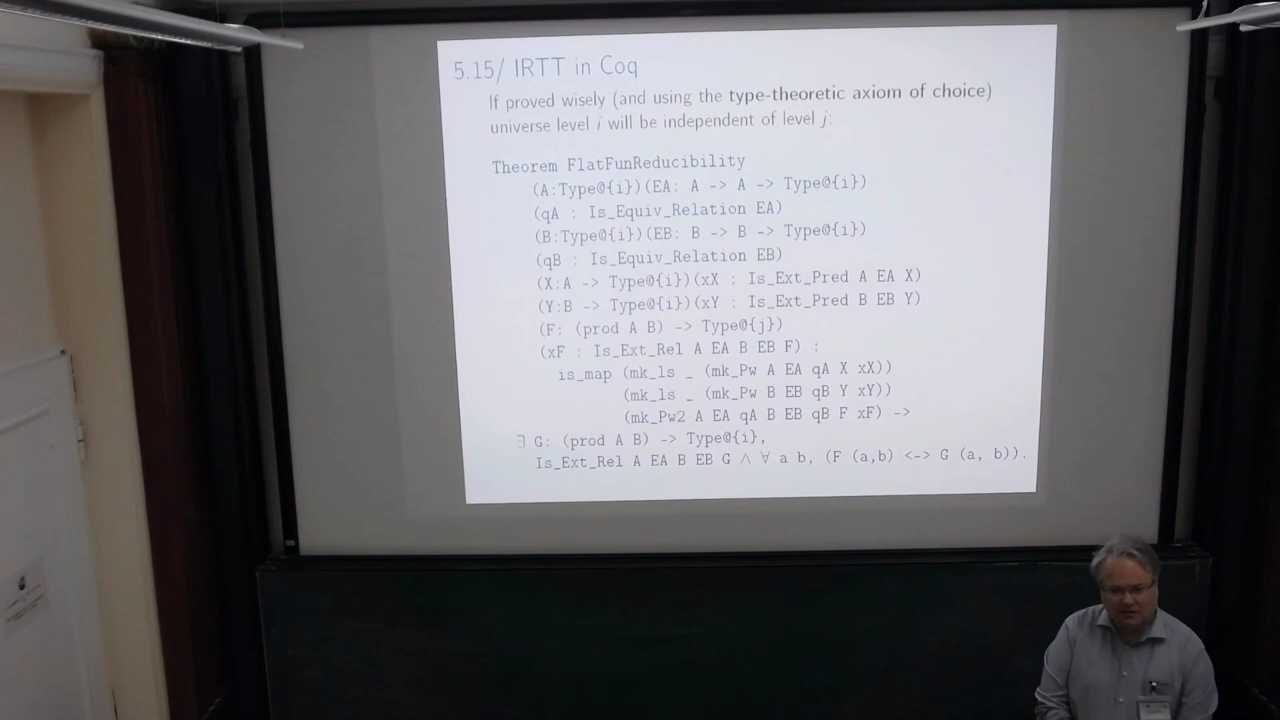 5.15/ IRTT in Coq
If proved wisely (and using the type-theoretic axiom of choice)
universe level i will be independent of level j:
Theorem FlatFunReducibility
(A:Type@{i})(EA: A -> A -> Type@{i})
(qA : Is_Equiv_Relation EA)
(B:Type@{i})(EB: B -> B -> Type@{i})
(qB : Is_Equiv_Relation EB)
(X:A -> Type@{i})(xX : Is_Ext_Pred A EA X)
(Y:B -> Type@{i})(xY : Is_Ext_Pred B EB Y)
(F: (prod A B) -> Type@{j})
(xF : Is_Ext_Rel A EA B EB F) :
is_map (mk_ls _ (mk_Pw A EA qA X xX))
(mk_ls _ (mk_Pw B EB qB Y xY))
(mk_Pw2 A EA qA B EB qB F xF) ->
∃ G: (prod A B) -> Type@{i},
Is_Ext_Rel A EA B EB G ∧ ∀ a b, (F (a,b) <-> G (a, b)).